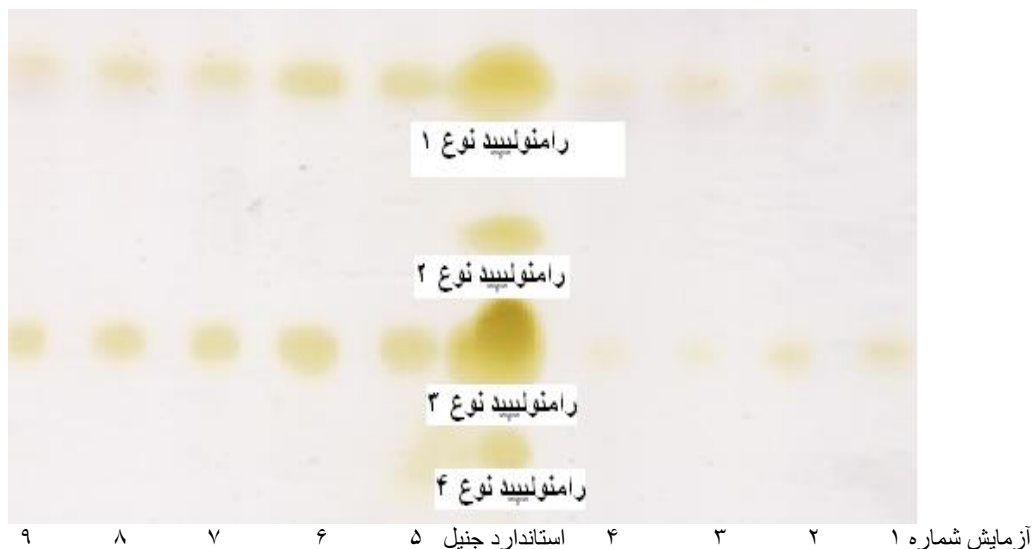 رامنولیپید نوع ۱
رامنولیپید نوع ۲
رامنولیپید نوع ۳
رامنولیپید نوع ۴
آزمایش شماره ۱ ۲ ۳ ۴ استاندارد جنیل ۵ ۶ ۷ ۸ ۹